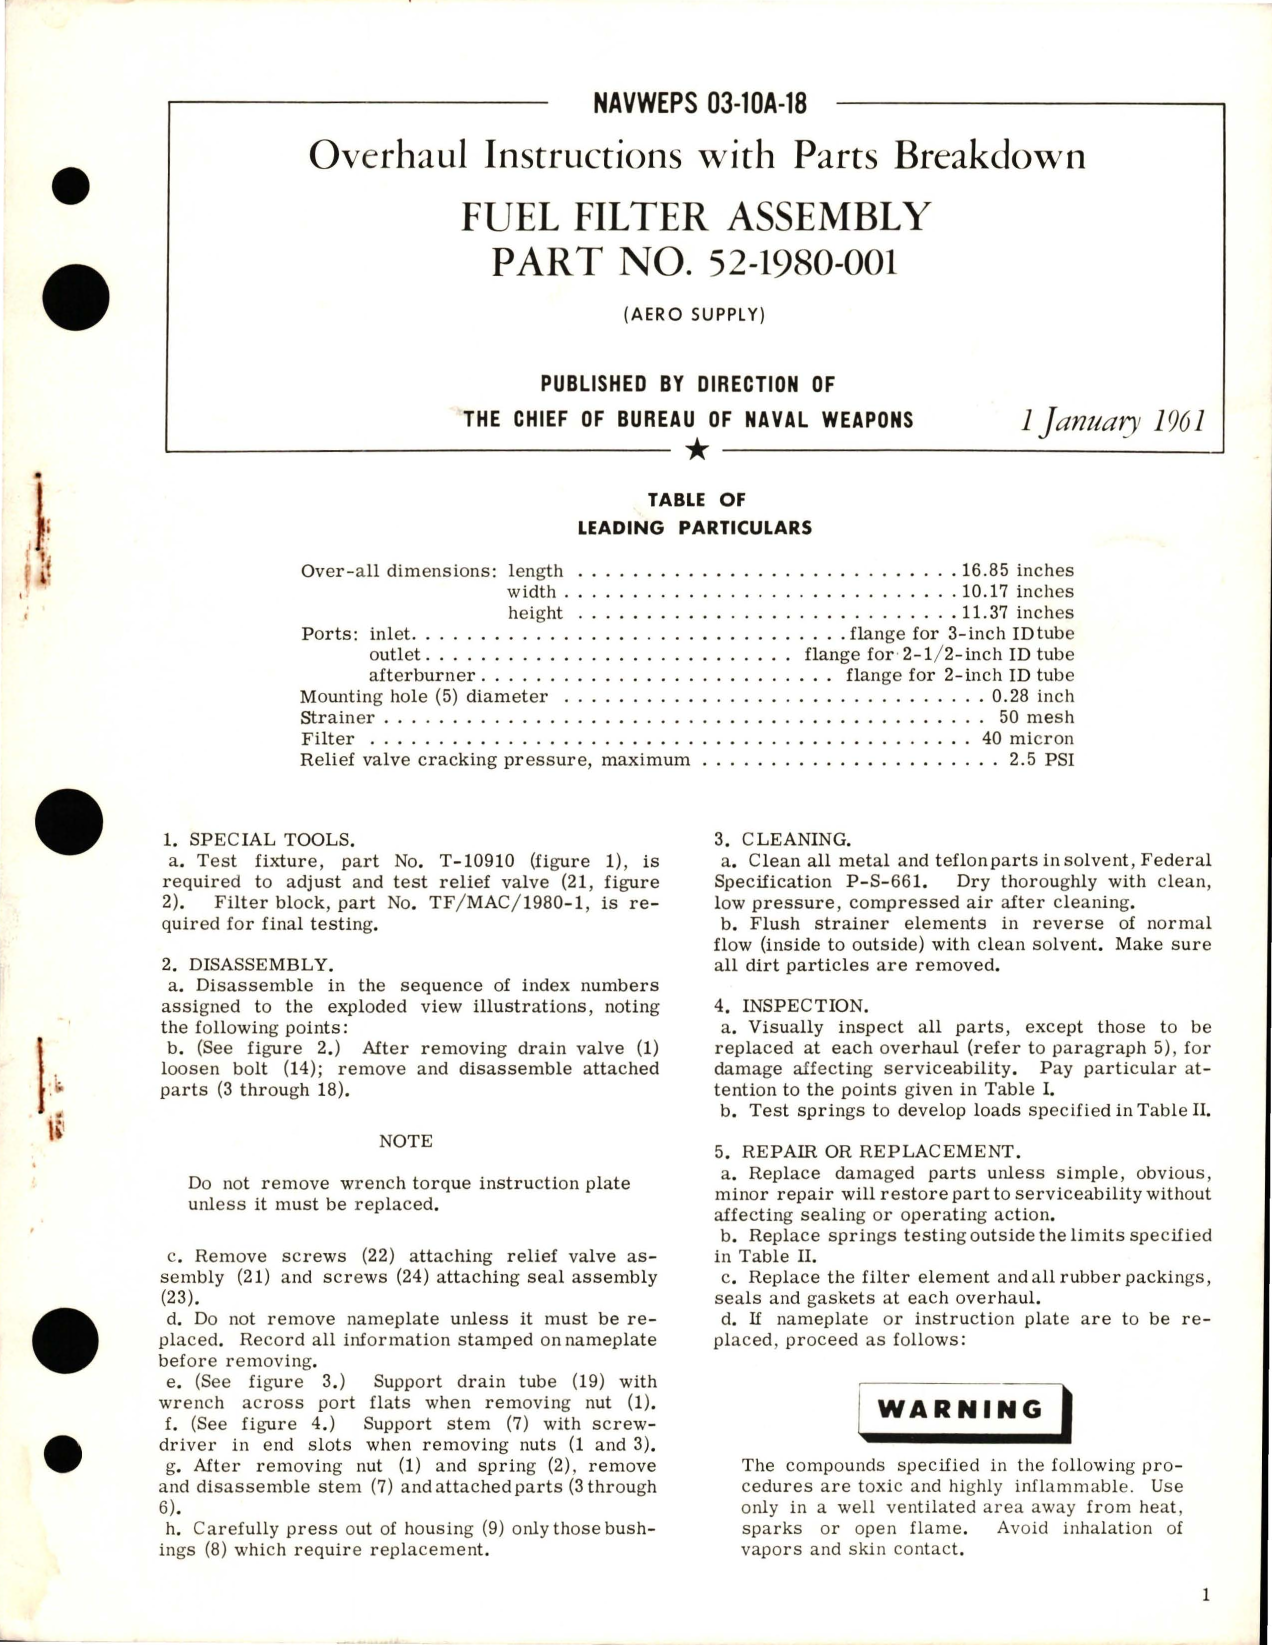 NAVWEPS 03-10A-18
Overhaul Instructions with Parts Breakdown
FUEL FILTER ASSEMBLY
PART NO. 52-1980-001
(AERO SUPPLY)
PUBLISHED BY DIRECTION OF
THE CHIEF OF BUREAU OF NAVAL WEAPONS
1 January 1961
TABLE OF
LEADING PARTICULARS
Over-all dimensions: length . . . . . . . . . . . . . . . . . . . . . . . . . . . . 16.85 inches
width . . . . . . . . . . . . . . . . . . . . . . . . . . . . . 10.17 inches
height . . . . . . . . . . . . . . . . . . . . . . . . . . . . 11.37 inches
Ports: inlet. . . . . . . . . . . . . . . . . . . . . . . . . . . . . . . . flange for 3-inch ID tube
outlet . . . . . . . . . . . . . . . . . . . . . . . . . . . flange for 2-1/2-inch ID tube
afterburner . . . . . . . . . . . . . . . . . . . . . . . . . . flange for 2-inch ID tube
Mounting hole (5) diameter . . . . . . . . . . . . . . . . . . . . . . . . . . . . . . . 0.28 inch
Strainer . . . . . . . . . . . . . . . . . . . . . . . . . . . . . . . . . . . . . . . . . . . . 50 mesh
Filter . . . . . . . . . . . . . . . . . . . . . . . . . . . . . . . . . . . . . . . . . . . . 40 micron
Relief valve cracking pressure, maximum . . . . . . . . . . . . . . . . . . . . . . 2.5 PSI
1. SPECIAL TOOLS.
a. Test fixture, part No. T-10910 (figure 1), is
required to adjust and test relief valve (21, figure
2). Filter block, part No. TF/MAC/1980-1, is re-
quired for final testing.
2. DISASSEMBLY.
a. Disassemble in the sequence of index numbers
assigned to the exploded view illustrations, noting
the following points:
b. (See figure 2.) After removing drain valve (1)
loosen bolt (14); remove and disassemble attached
parts (3 through 18).
NOTE
Do not remove wrench torque instruction plate
unless it must be replaced.
c. Remove screws (22) attaching relief valve as-
sembly (21) and screws (24) attaching seal assembly
(23).
d. Do not remove nameplate unless it must be re-
placed. Record all information stamped on nameplate
before removing.
e. (See figure 3.) Support drain tube (19) with
wrench across port flats when removing nut (1).
f. (See figure 4.) Support stem (7) with screw-
driver in end slots when removing nuts (1 and 3).
g. After removing nut (1) and spring (2), remove
and disassemble stem (7) and attached parts (3 through
6).
h. Carefully press out of housing (9) only those bush-
ings (8) which require replacement.
3. CLEANING.
a. Clean all metal and teflon parts in solvent, Federal
Specification P-S-661. Dry thoroughly with clean,
low pressure, compressed air after cleaning.
b. Flush strainer elements in reverse of normal
flow (inside to outside) with clean solvent. Make sure
all dirt particles are removed.
4. INSPECTION.
a. Visually inspect all parts, except those to be
replaced at each overhaul (refer to paragraph 5), for
damage affecting serviceability. Pay particular at-
tention to the points given in Table I.
b. Test springs to develop loads specified in Table II.
5. REPAIR OR REPLACEMENT.
a. Replace damaged parts unless simple, obvious,
minor repair will restore part to serviceability without
affecting sealing or operating action.
b. Replace springs testing outside the limits specified
in Table II.
c. Replace the filter element and all rubber packings,
seals and gaskets at each overhaul.
d. If nameplate or instruction plate are to be re-
placed, proceed as follows:
WARNING
The compounds specified in the following pro-
cedures are toxic and highly inflammable. Use
only in a well ventilated area away from heat,
sparks or open flame. Avoid inhalation of
vapors and skin contact.
1